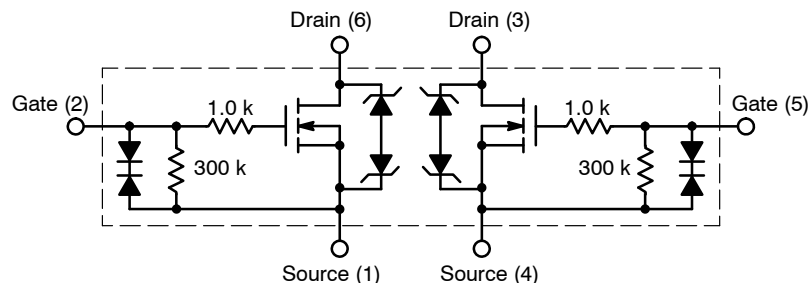 Drain (6)
Drain (3)
Gate (2)
1.0 k
1.0 k
Gate (5)
300 k
300 k
Source (1)
Source (4)